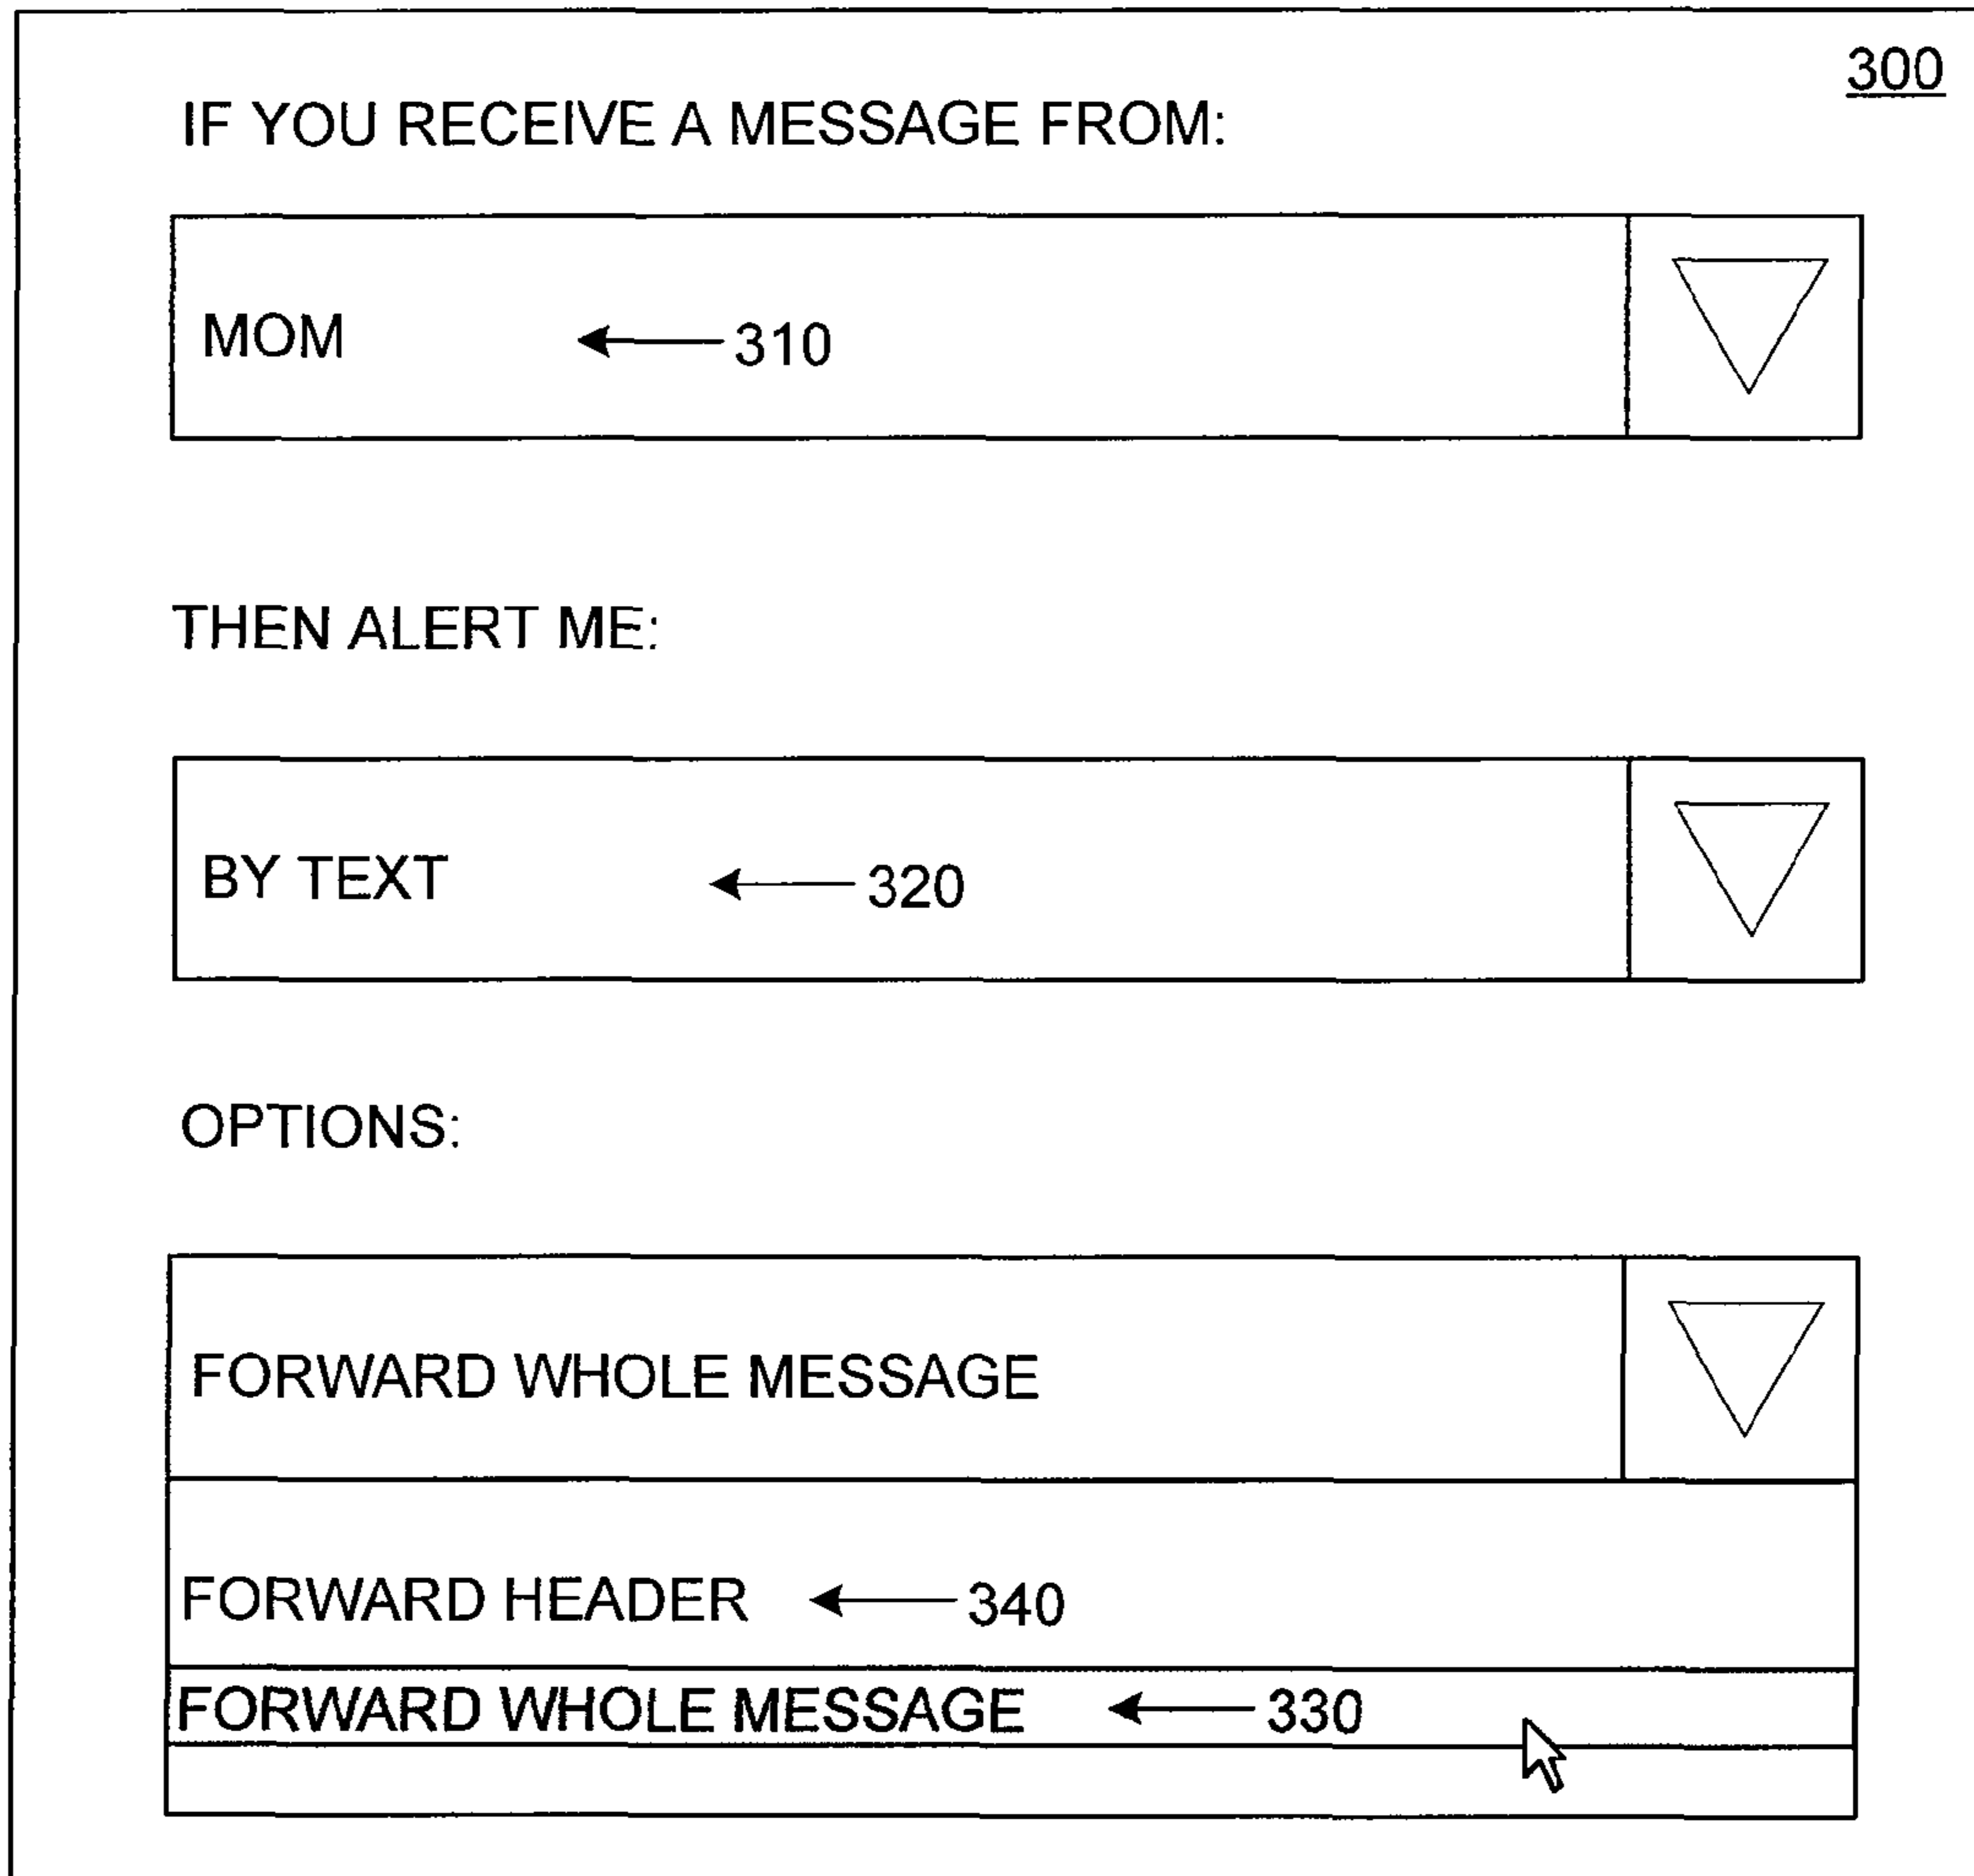 300
IF YOU RECEIVE A MESSAGE FROM:
MOM 310
THEN ALERT ME:
BY TEXT 320
OPTIONS:
FORWARD WHOLE MESSAGE
FORWARD HEADER 340
FORWARD WHOLE MESSAGE 330